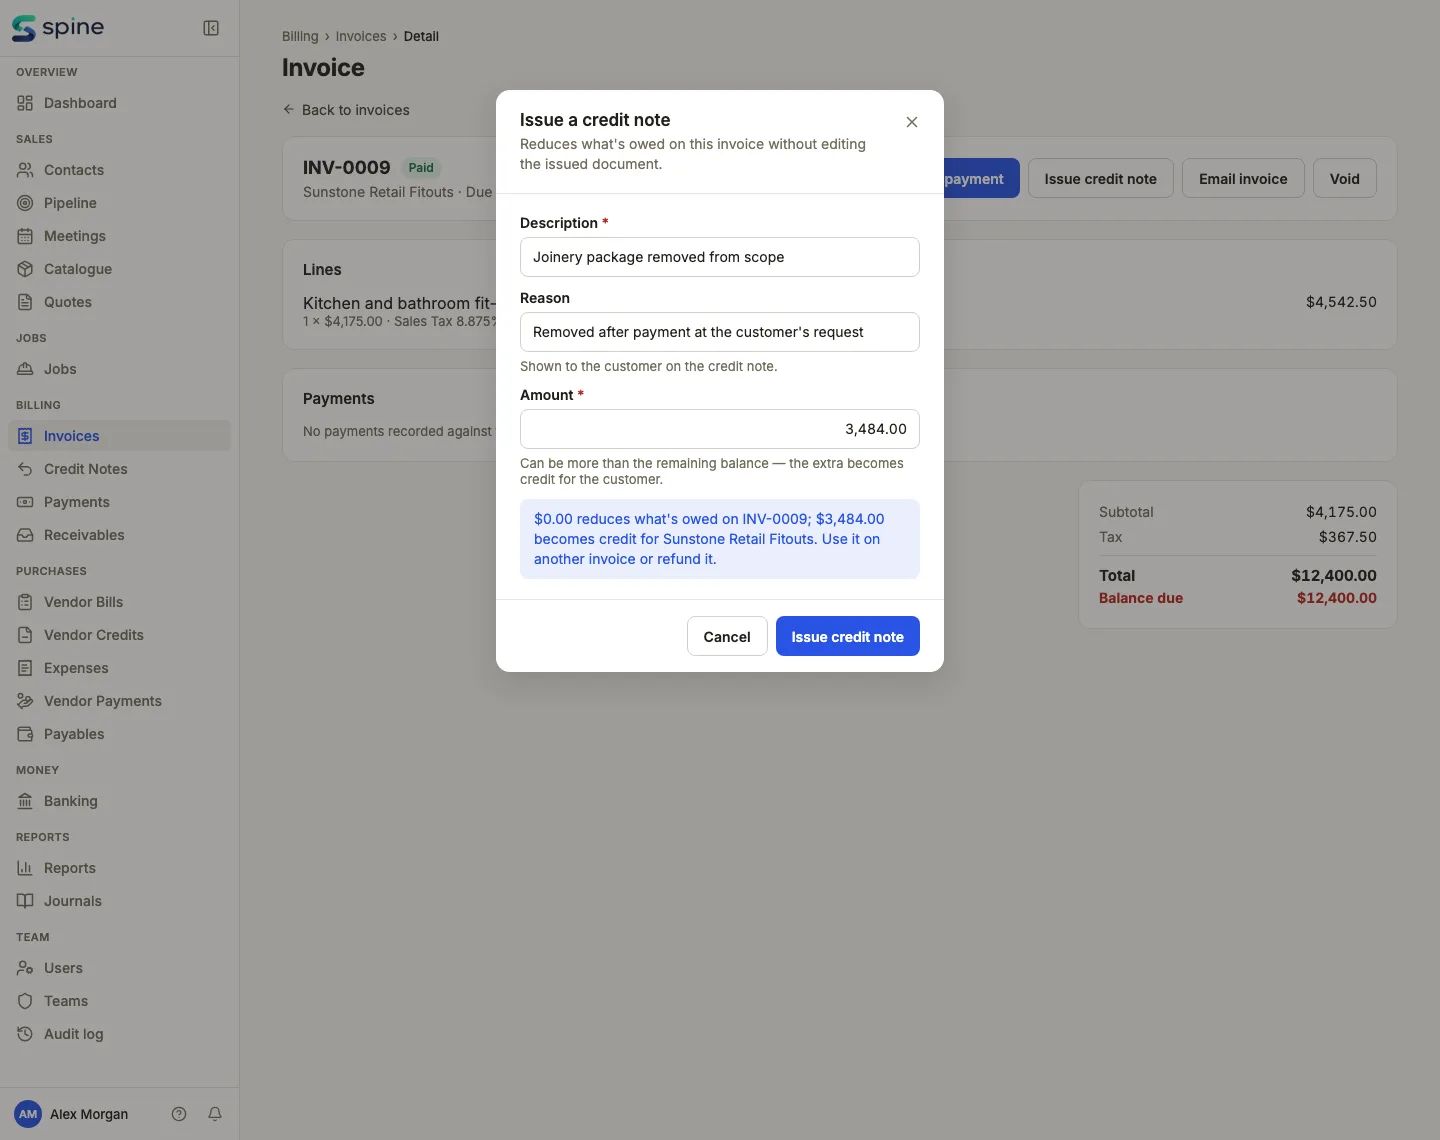 spine
OVERVIEW
Dashboard
SALES
Contacts
Pipeline
Meetings
Catalogue
Quotes
JOBS
Jobs
BILLING
Invoices
Credit Notes
Payments
Receivables
PURCHASES
Vendor Bills
Vendor Credits
Expenses
Vendor Payments
Payables
MONEY
Banking
REPORTS
Reports
Journals
TEAM
Users
Teams
Audit log
AM Alex Morgan
Billing › Invoices › Detail
Invoice
Back to invoices
INV-0009 Paid
Sunstone Retail Fitouts · Due
payment
Issue credit note
Email invoice
Void
Lines
Kitchen and bathroom fit-
$4,542.50
1 × $4,175.00 · Sales Tax 8.875%
Payments
No payments recorded against
Subtotal $4,175.00
Tax $367.50
Total $12,400.00
Balance due $12,400.00
Issue a credit note
Reduces what's owed on this invoice without editing
the issued document.
Description *
Joinery package removed from scope
Reason
Removed after payment at the customer's request
Shown to the customer on the credit note.
Amount *
3,484.00
Can be more than the remaining balance — the extra becomes
credit for the customer.
$0.00 reduces what's owed on INV-0009; $3,484.00
becomes credit for Sunstone Retail Fitouts. Use it on
another invoice or refund it.
Cancel
Issue credit note